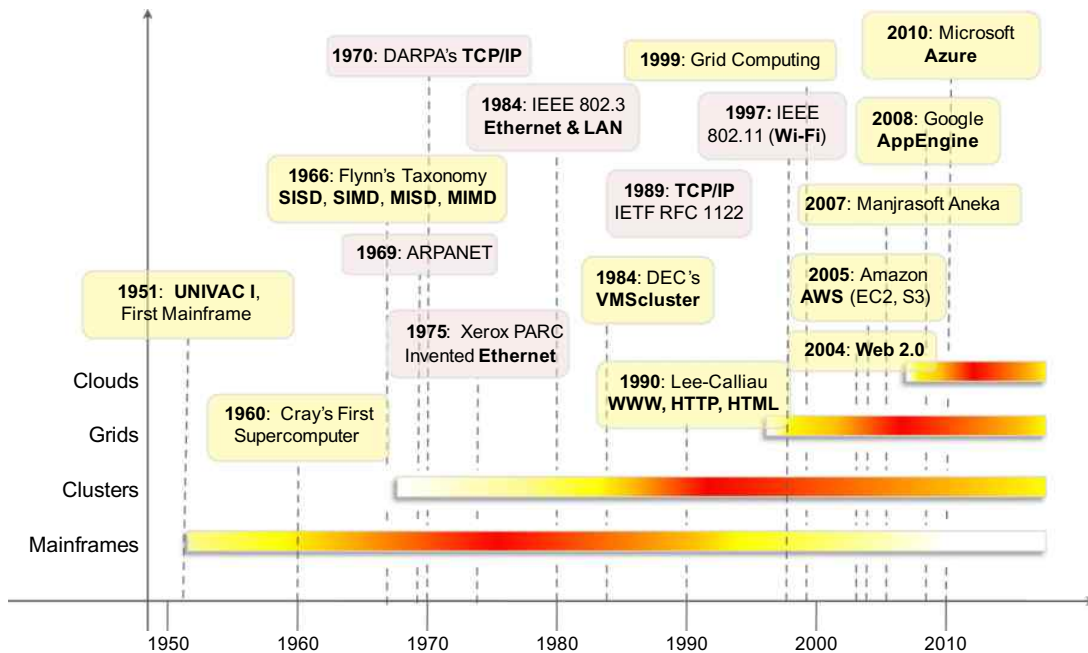 2010: Microsoft
Azure
1970: DARPA's TCP/IP
1999: Grid Computing
1984: IEEE 802.3
Ethernet & LAN
1997: IEEE
802.11 (Wi-Fi)
2008: Google
AppEngine
1966: Flynn's Taxonomy
SISD, SIMD, MISD, MIMD
1989: TCP/IP
IETF RFC 1122
2007: Manjrasoft Aneka
1969: ARPANET
1951: UNIVAC I,
First Mainframe
1984: DEC's
VMScluster
2005: Amazon
AWS (EC2, S3)
1975: Xerox PARC
Invented Ethernet
2004: Web 2.0
Clouds
1960: Cray's First
Supercomputer
1990: Lee-Calliau
WWW, HTTP, HTML
Grids
Clusters
Mainframes
1950
1960
1970
1980
1990
2000
2010